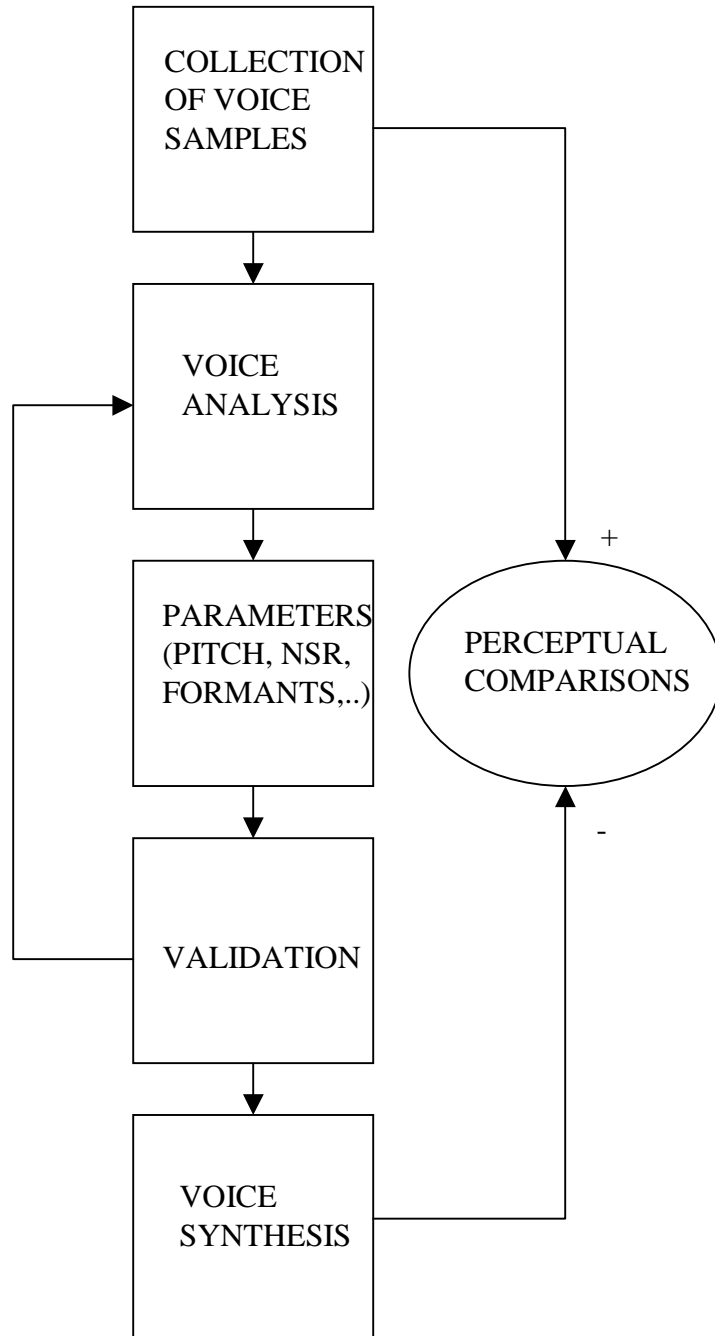 COLLECTION
OF VOICE
SAMPLES
VOICE
ANALYSIS
+
PARAMETERS
(PITCH, NSR,
FORMANTS,..)
PERCEPTUAL
COMPARISONS
-
VALIDATION
VOICE
SYNTHESIS